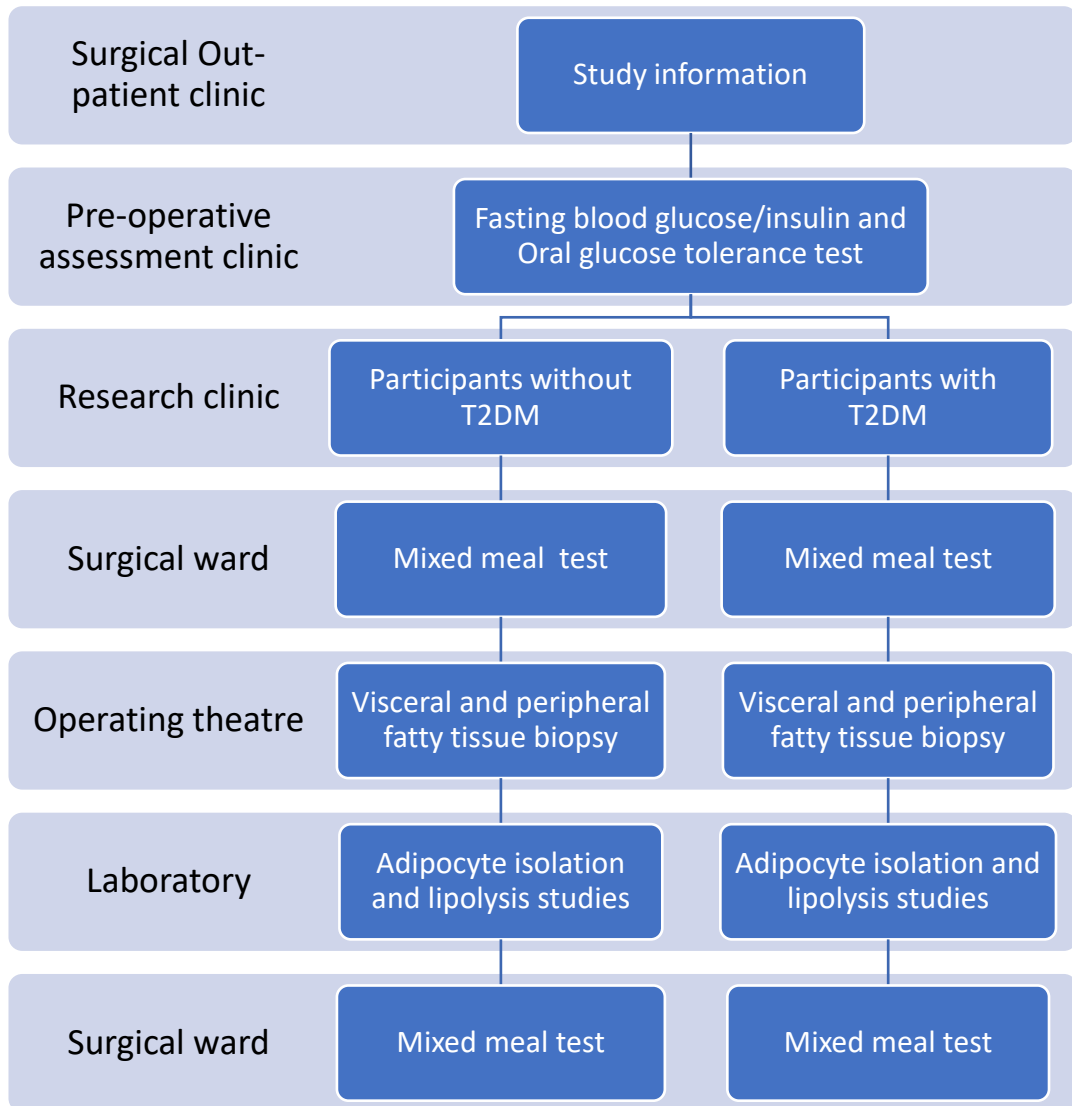 Surgical Out-
patient clinic
Study information
Pre-operative
assessment clinic
Fasting blood glucose/insulin and
Oral glucose tolerance test
Research clinic
Participants without
T2DM
Participants with
T2DM
Surgical ward
Mixed meal  test
Mixed meal test
Operating theatre
Visceral and peripheral
fatty tissue biopsy
Visceral and peripheral
fatty tissue biopsy
Laboratory
Adipocyte isolation
and lipolysis studies
Adipocyte isolation and
lipolysis studies
Surgical ward
Mixed meal test
Mixed meal test